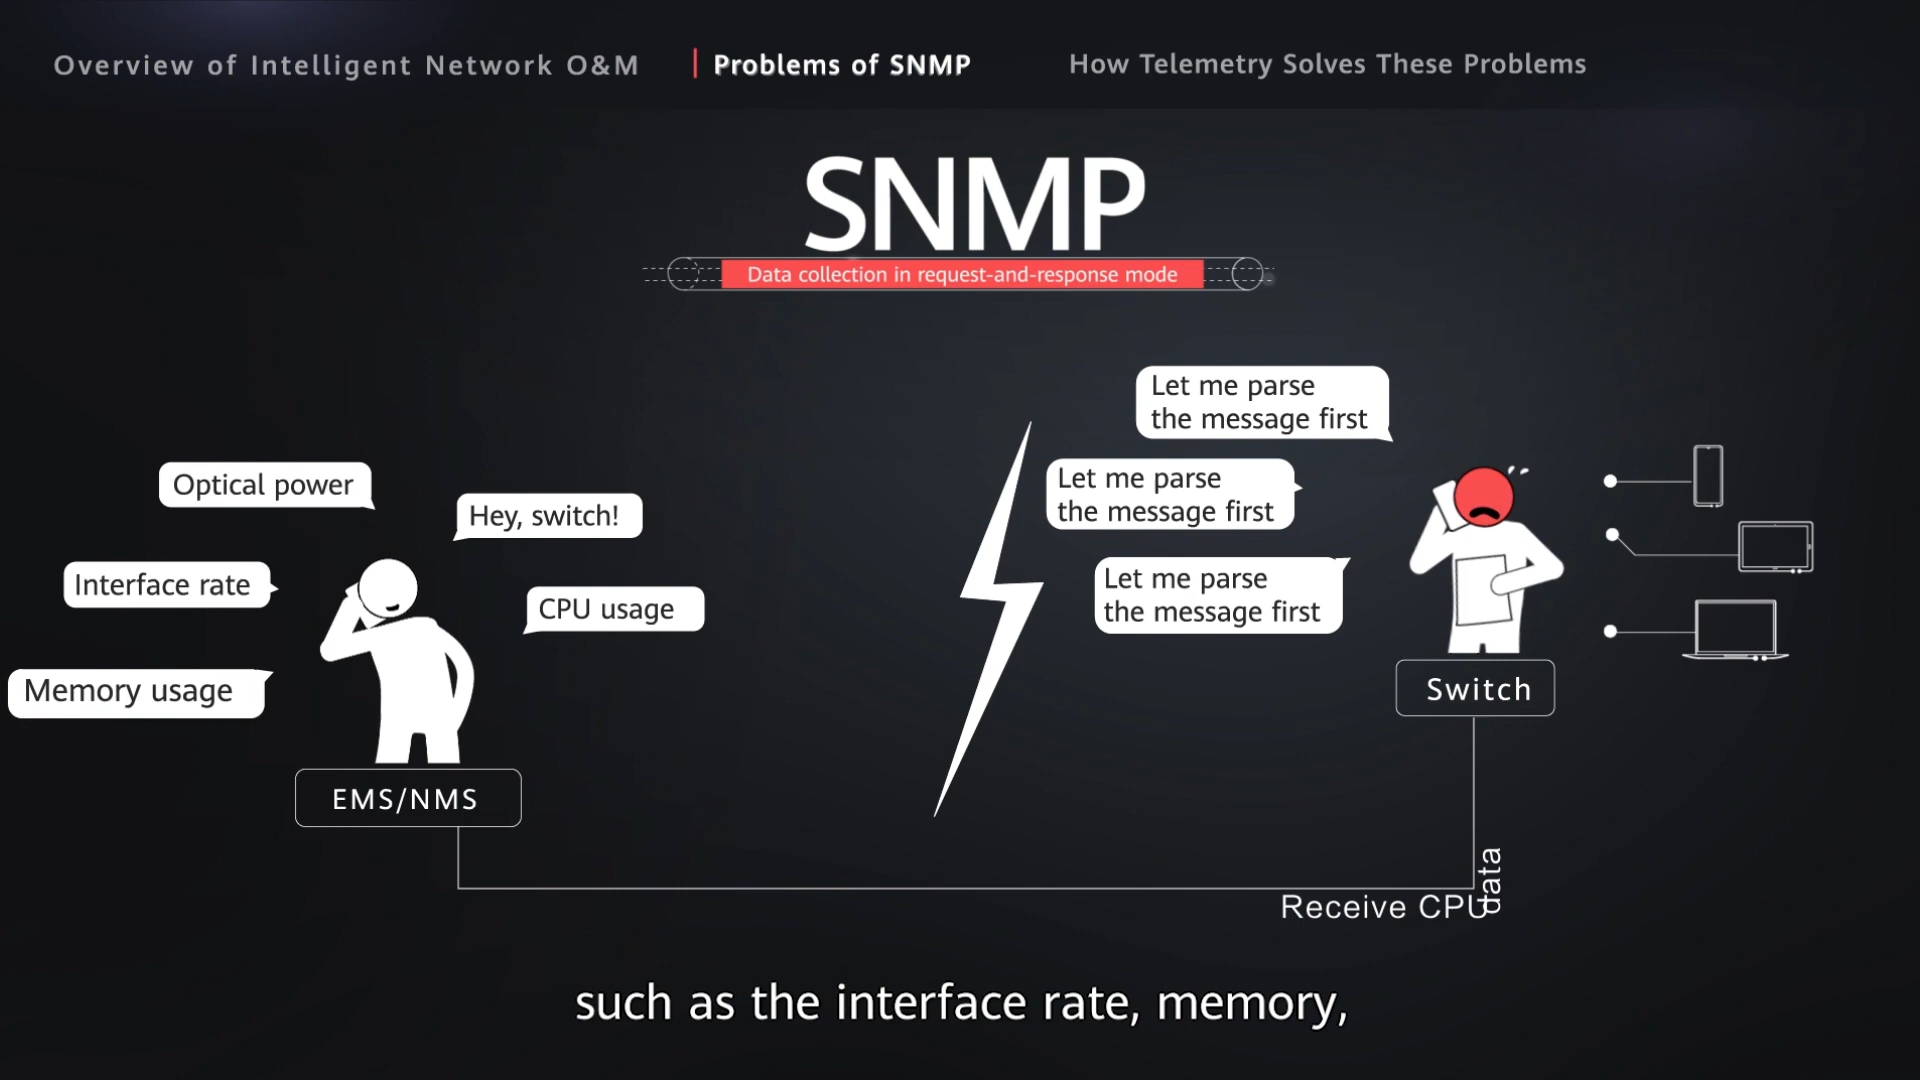 Overview of Intelligent Network O&M
Problems of SNMP
How Telemetry Solves These Problems
SNMP
Data collection in request-and-response mode
Let me parse
the message first
Optical power
Hey, switch!
Let me parse
the message first
Interface rate
CPU usage
Let me parse
the message first
Memory usage
Switch
EMS/NMS
Receive CPU
data
such as the interface rate, memory,